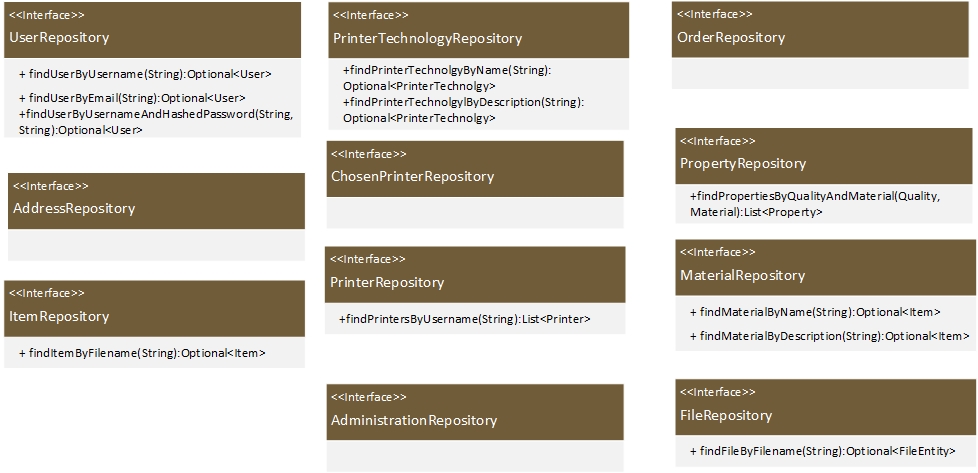 <<Interface>>
UserRepository
+ findUserByUsername(String):Optional<User>
+ findUserByEmail(String):Optional<User>
+findUserByUsernameAndHashedPassword(String,
String):Optional<User>
<<Interface>>
AddressRepository
<<Interface>>
ItemRepository
+ findItemByFilename(String):Optional<Item>
<<Interface>>
PrinterTechnologyRepository
+findPrinterTechnolgyByName(String):
Optional<PrinterTechnolgy>
+findPrinterTechnolgylByDescription(String):
Optional<PrinterTechnolgy>
<<Interface>>
ChosenPrinterRepository
<<Interface>>
PrinterRepository
+findPrintersByUsername(String):List<Printer>
<<Interface>>
AdministrationRepository
<<Interface>>
OrderRepository
<<Interface>>
PropertyRepository
+findPropertiesByQualityAndMaterial(Quality,
Material):List<Property>
<<Interface>>
MaterialRepository
+ findMaterialByName(String):Optional<Item>
+ findMaterialByDescription(String):Optional<Item>
<<Interface>>
FileRepository
+ findFileByFilename(String):Optional<FileEntity>